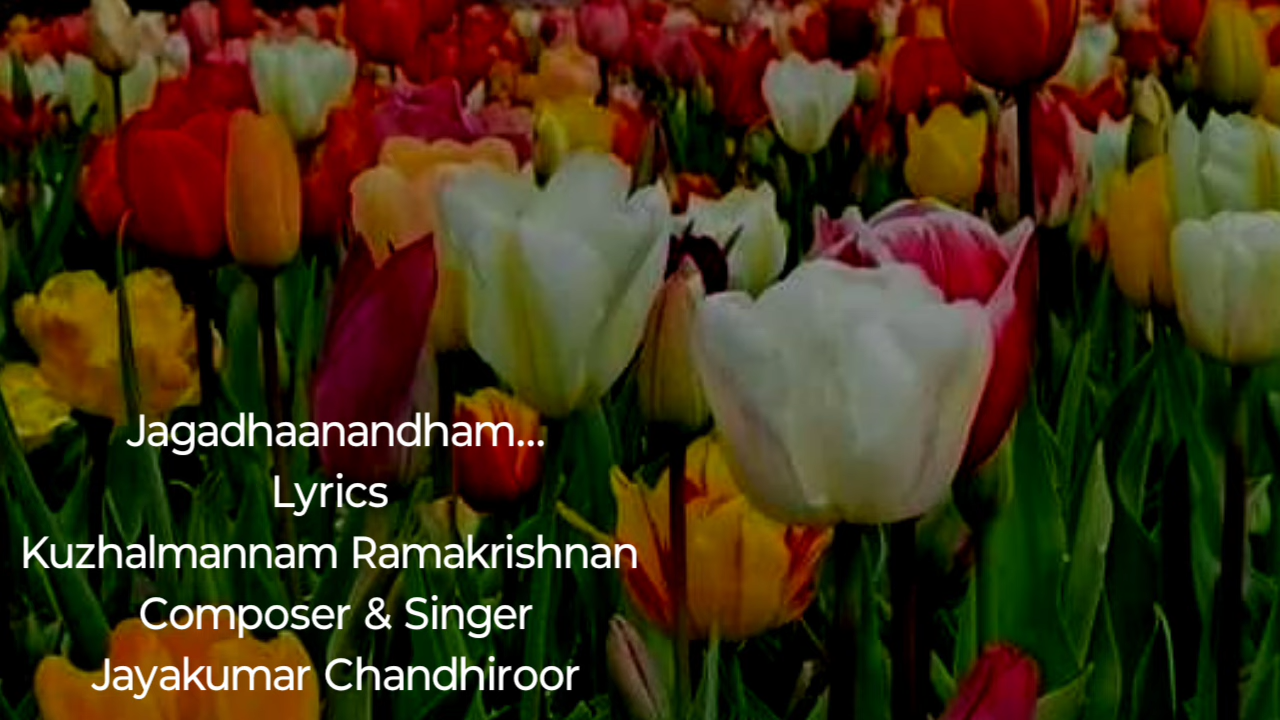 Jagadhaanandham...
Lyrics
Kuzhalmannam Ramakrishnan
Composer & Singer
Jayakumar Chandhiroor